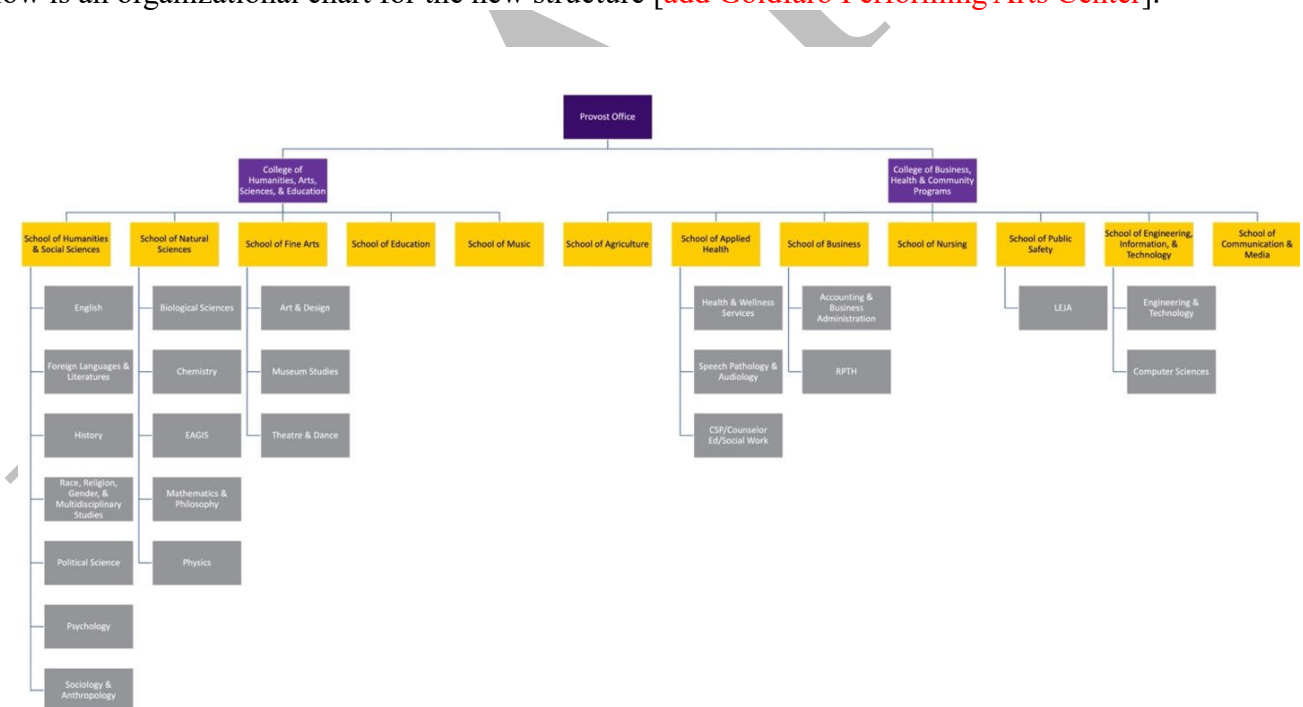 low is an organizational chart for the new structure [add Goldfarb Performing Arts Center].
Provost Office
College of
Humanities, Arts,
Sciences, & Education
College of Business,
Health & Community
Programs
School of Humanities
& Social Sciences
School of Natural
Sciences
School of Fine Arts
School of Education
School of Music
School of Agriculture
School of Applied
Health
School of Business
School of Nursing
School of Public
Safety
School of Engineering,
Information, &
Technology
School of
Communication &
Media
English
Foreign Languages &
Literatures
History
Race, Religion,
Gender, &
Multidisciplinary
Studies
Political Science
Psychology
Sociology &
Anthropology
Biological Sciences
Chemistry
EAGIS
Mathematics &
Philosophy
Physics
Art & Design
Museum Studies
Theatre & Dance
Health & Wellness
Services
Speech Pathology &
Audiology
CSP/Counselor
Ed/Social Work
Accounting &
Business
Administration
RPTH
LEJA
Engineering &
Technology
Computer Sciences